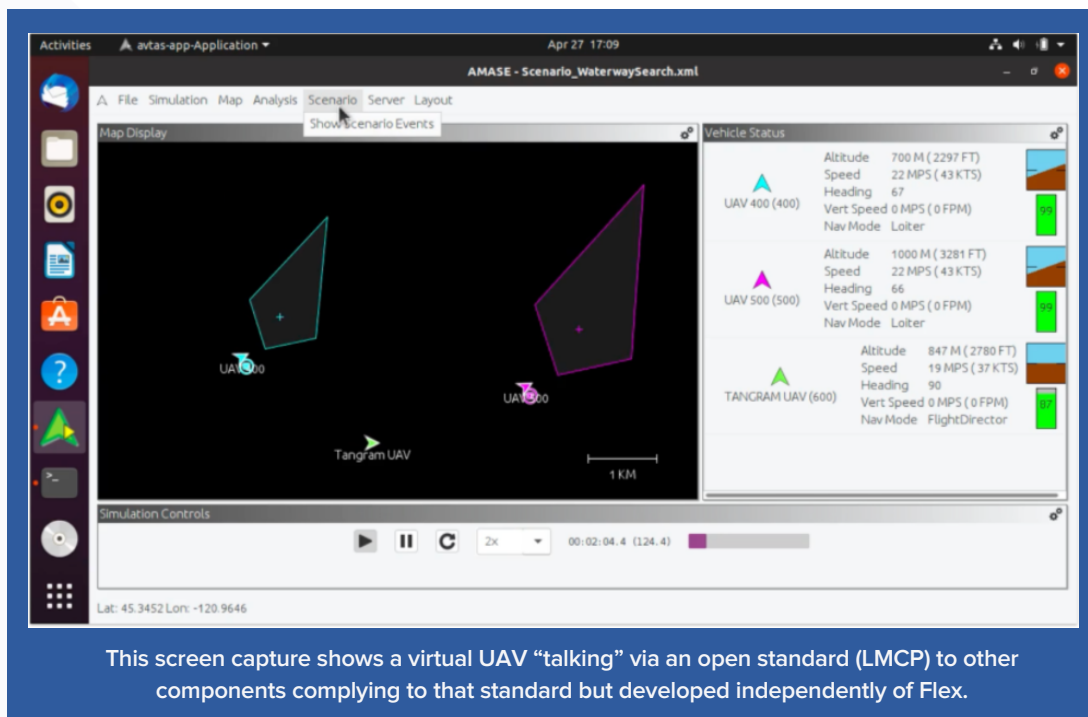 Activities avtas-app-Application Apr 27 17:09
AMASE - Scenario_WaterwaySearch.xml
File Simulation Map Analysis Scenario Server Layout
Show Scenario Events
Map Display
UAV 400
UAV 500
Tangram UAV
1 KM
Vehicle Status
UAV 400 (400)
Altitude 700 M ( 2297 FT)
Speed 22 MPS ( 43 KTS)
Heading 67
Vert Speed 0 MPS ( 0 FPM)
Nav Mode Loiter
99
UAV 500 (500)
Altitude 1000 M ( 3281 FT)
Speed 22 MPS ( 43 KTS)
Heading 66
Vert Speed 0 MPS ( 0 FPM)
Nav Mode Loiter
99
TANGRAM UAV (600)
Altitude 847 M ( 2780 FT)
Speed 19 MPS ( 37 KTS)
Heading 90
Vert Speed 0 MPS ( 0 FPM)
Nav Mode FlightDirector
87
Simulation Controls
2x 00:02:04.4 (124.4)
Lat: 45.3452 Lon: -120.9646
This screen capture shows a virtual UAV “talking” via an open standard (LMCP) to other
components complying to that standard but developed independently of Flex.